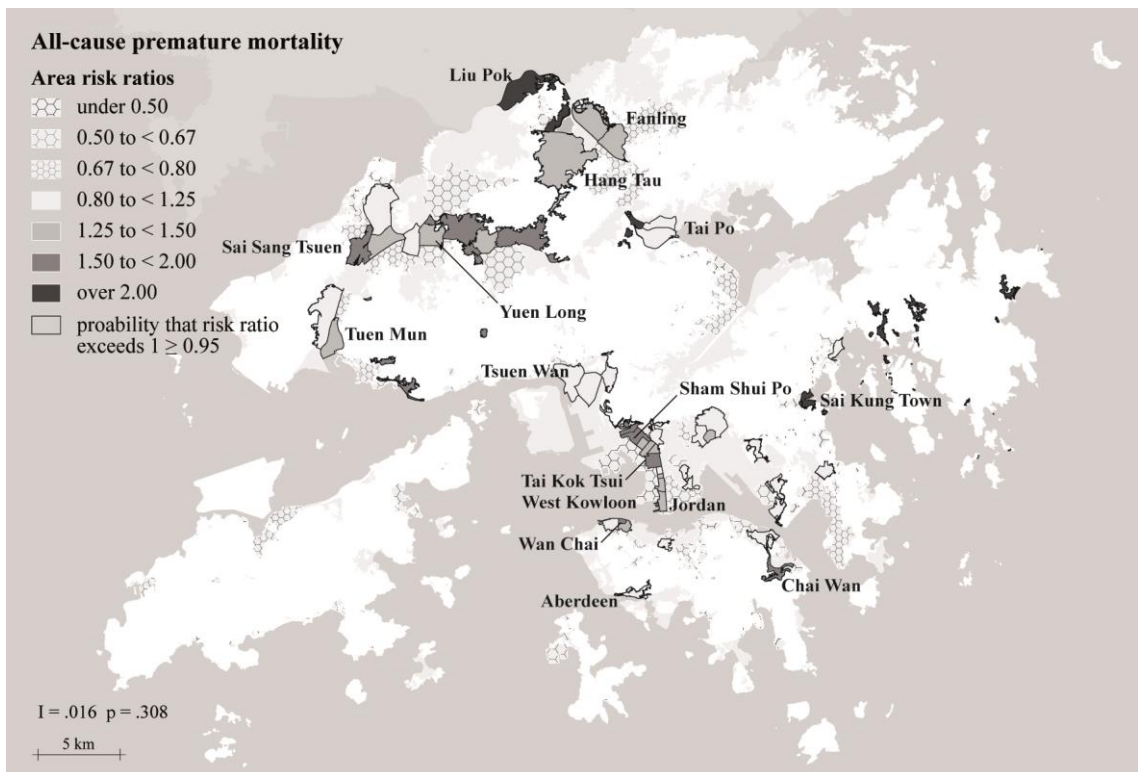 All-cause premature mortality
Area risk ratios
under 0.50
0.50 to < 0.67
0.67 to < 0.80
0.80 to < 1.25
1.25 to < 1.50
1.50 to < 2.00
over 2.00
proability that risk ratio
exceeds 1 ≥ 0.95
Liu Pok
Fanling
Hang Tau
Tai Po
Sai Sang Tsuen
Yuen Long
Tuen Mun
Tsuen Wan
Sham Shui Po
Sai Kung Town
Tai Kok Tsui
West Kowloon
Jordan
Wan Chai
Chai Wan
Aberdeen
I = .016 p = .308
5 km